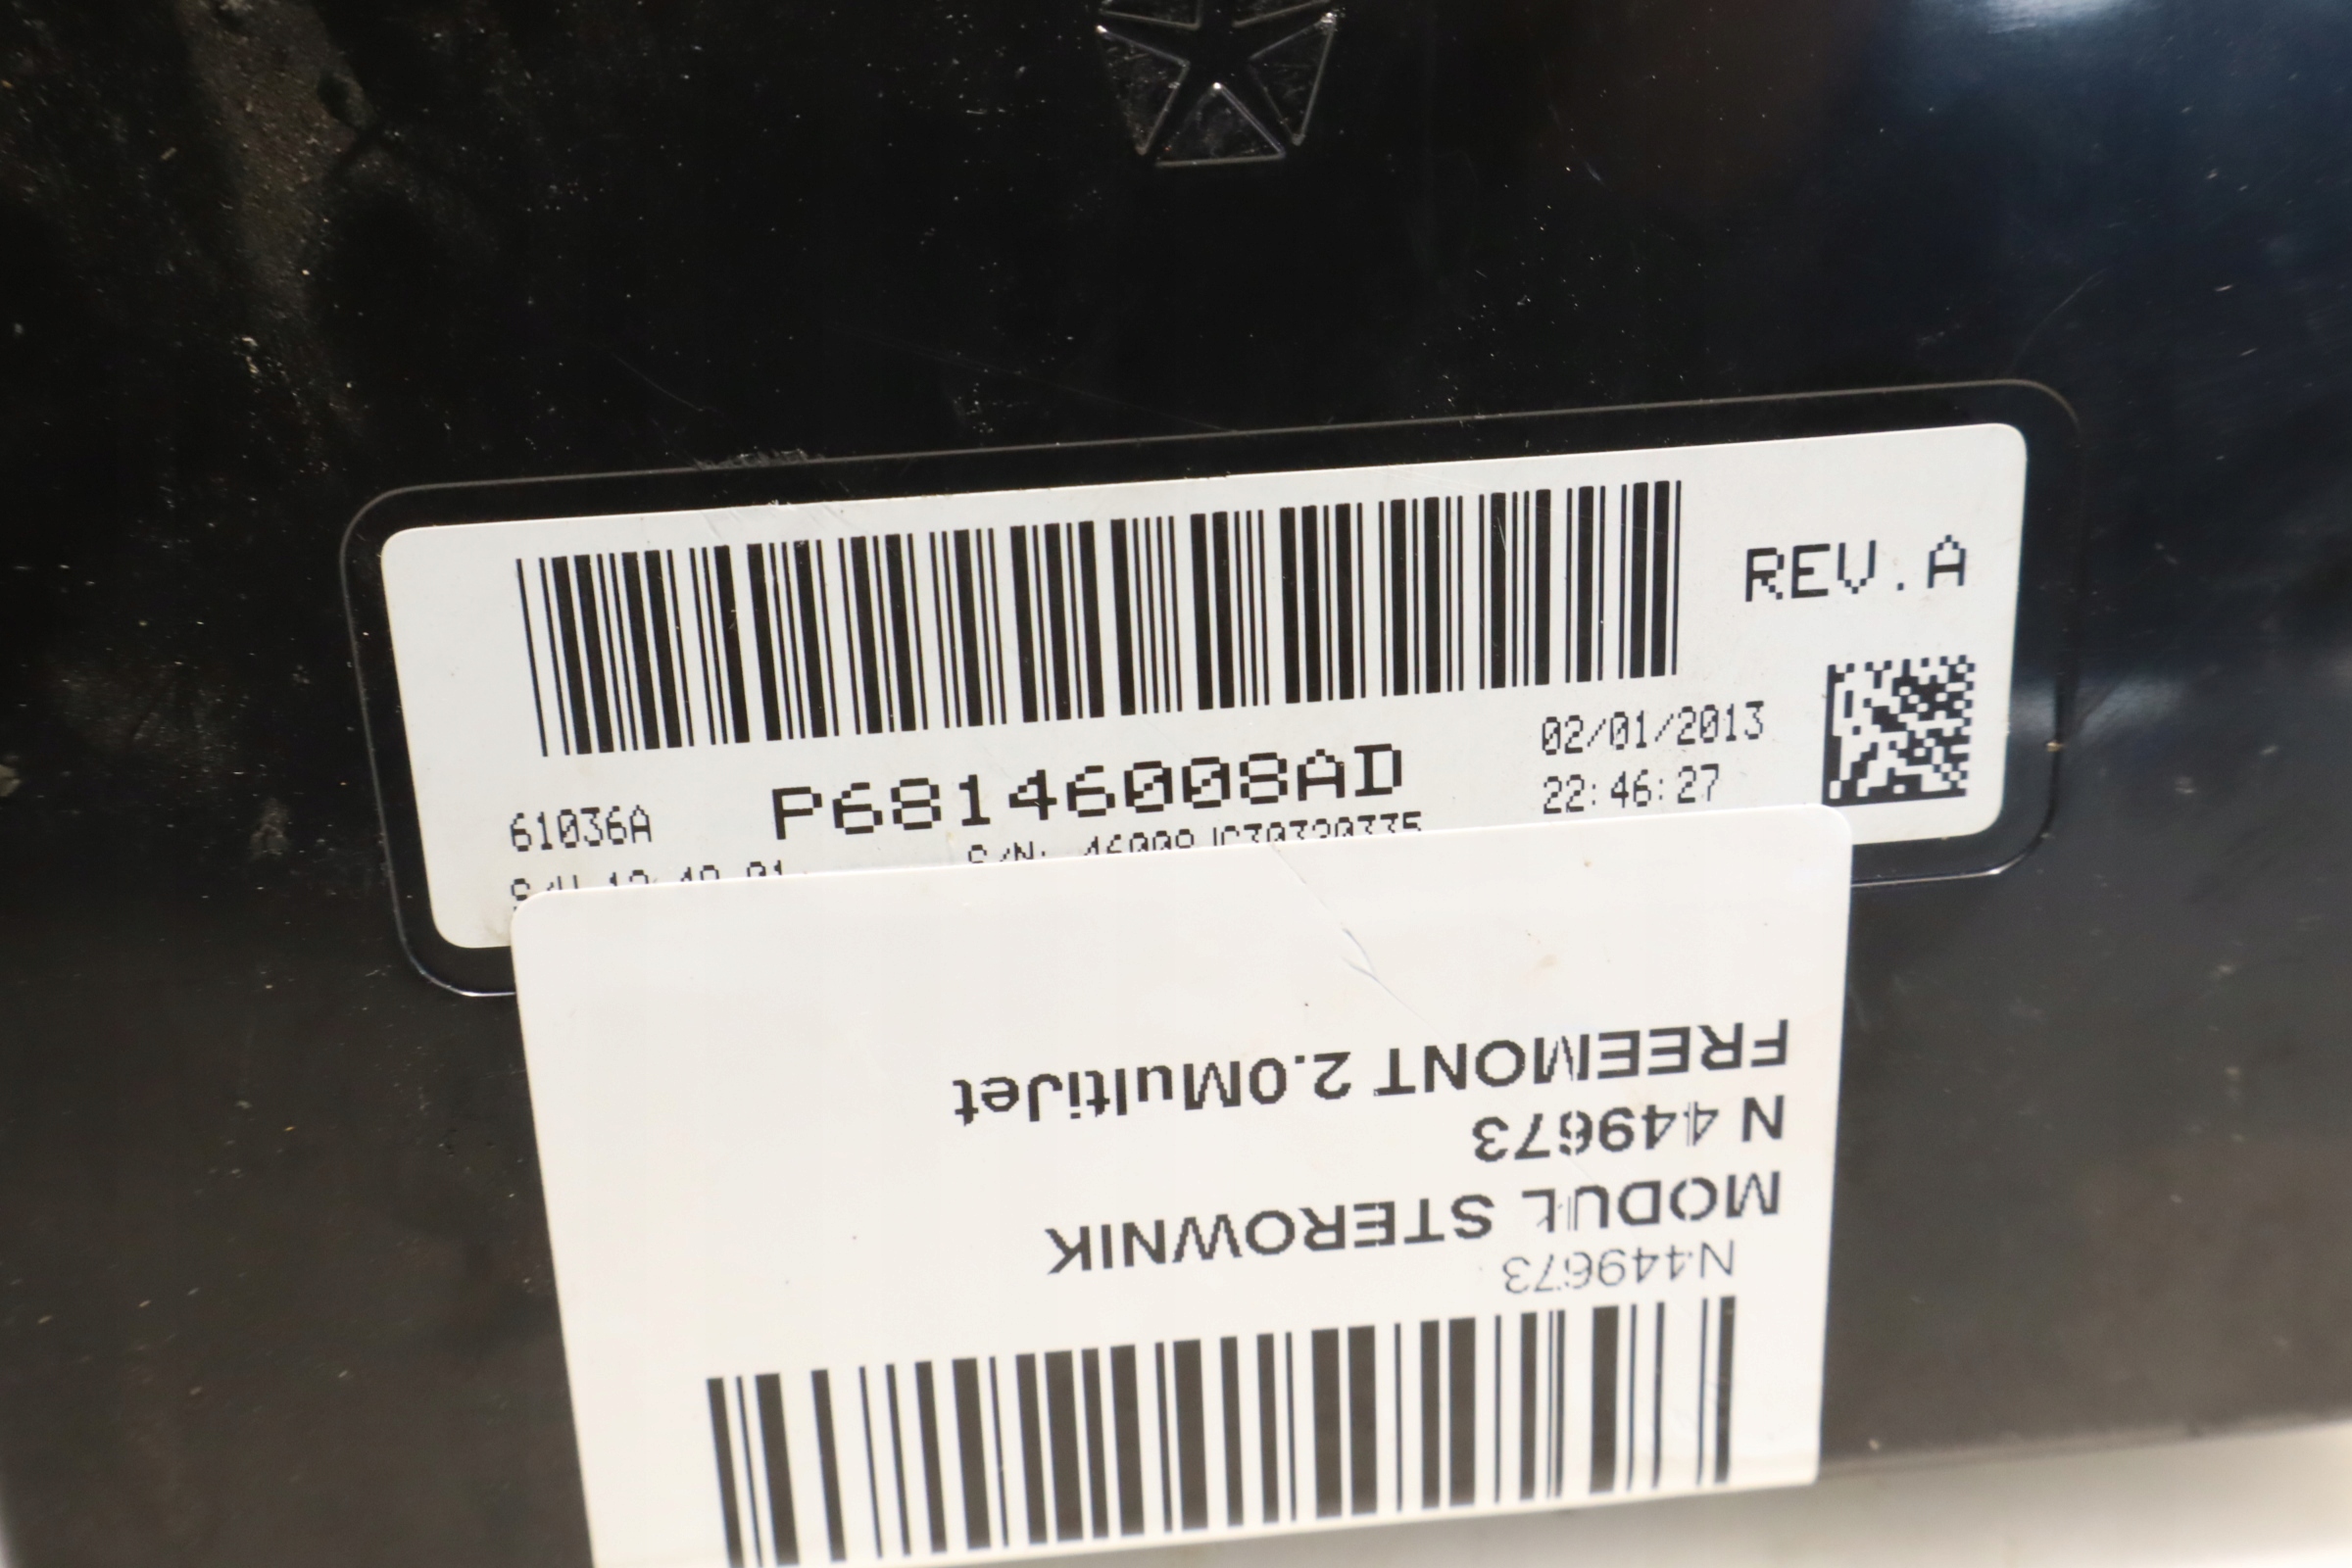 REV.A
02/01/2013
61036A P68146008AD 22:46:27
FREEMONT 2.0MultiJet
N 449673
MODUL STEROWNIK
N449673